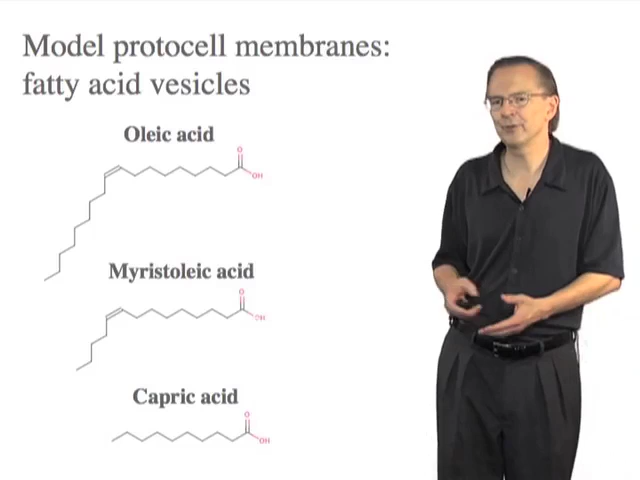 Model protocell membranes:
fatty acid vesicles
Oleic acid
O
OH
Myristoleic acid
O
OH
Capric acid
O
OH